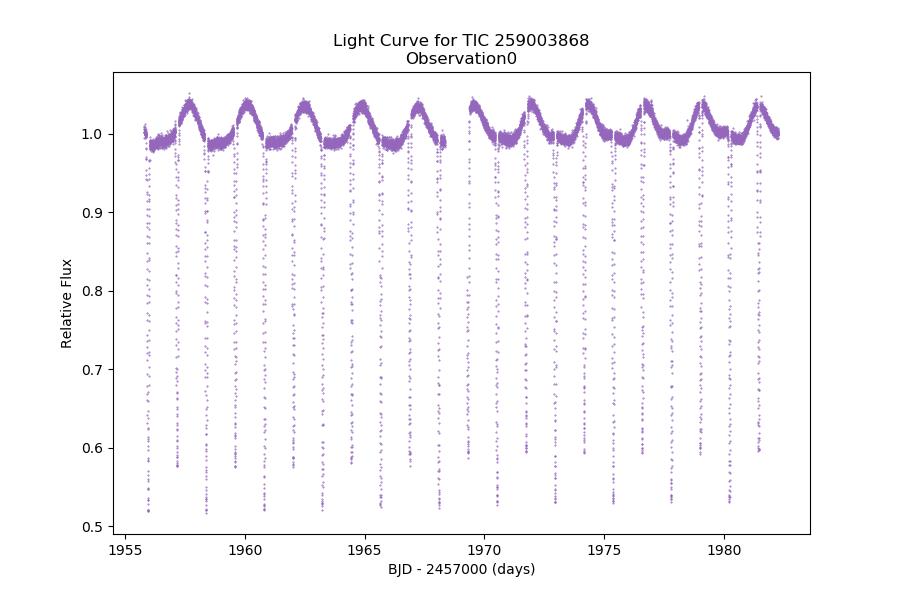 Light Curve for TIC 259003868
Observation0
1.0
0.9
0.8
0.7
0.6
0.5
Relative Flux
1955 1960 1965 1970 1975 1980
BJD - 2457000 (days)